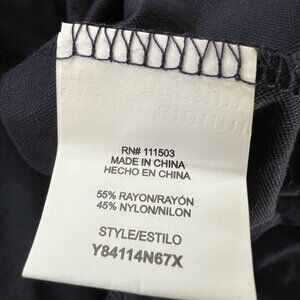 RN# 111503
MADE IN CHINA
HECHO EN CHINA
55% RAYON/RAYÓN
45% NYLON/NILON
STYLE/ESTILO
Y84114N67X